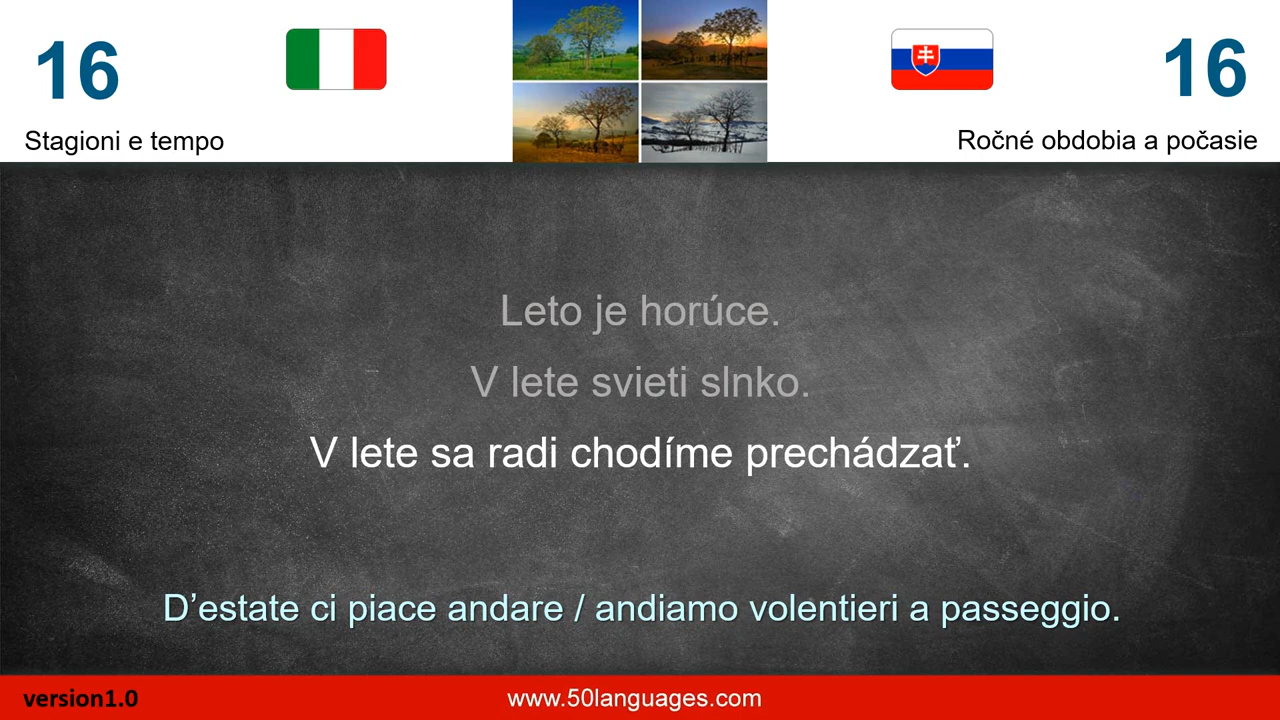 16
16
Stagioni e tempo
Ročné obdobia a počasie
Leto je horúce.
V lete svieti slnko.
V lete sa radi chodíme prechádzať.
D’estate ci piace andare / andiamo volentieri a passeggio.
version1.0
www.50languages.com